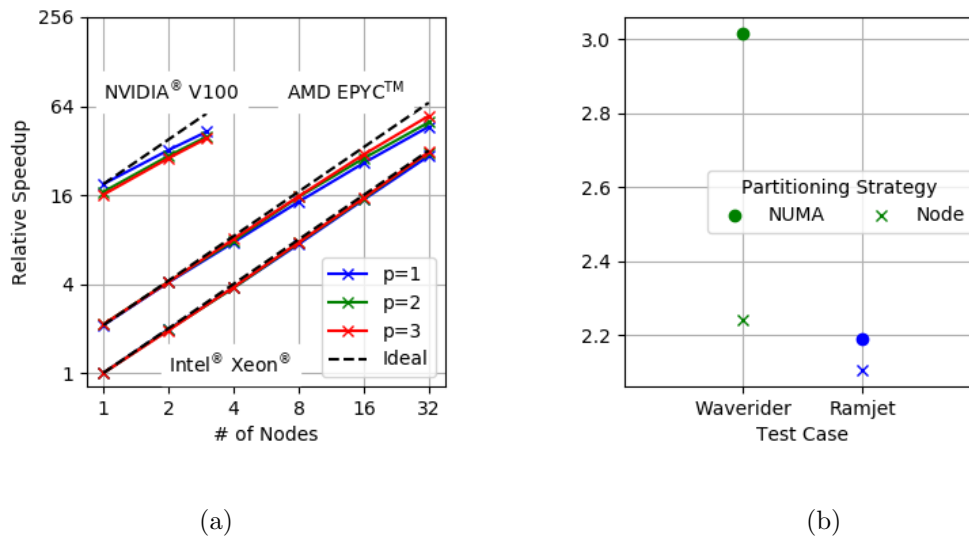 256
64
16
4
1
Relative Speedup
NVIDIA® V100
AMD EPYC™
Intel® Xeon®
p=1
p=2
p=3
Ideal
1 2 4 8 16 32
# of Nodes
(a)
3.0
2.8
2.6
2.4
2.2
Partitioning Strategy
NUMA Node
Waverider Ramjet
Test Case
(b)